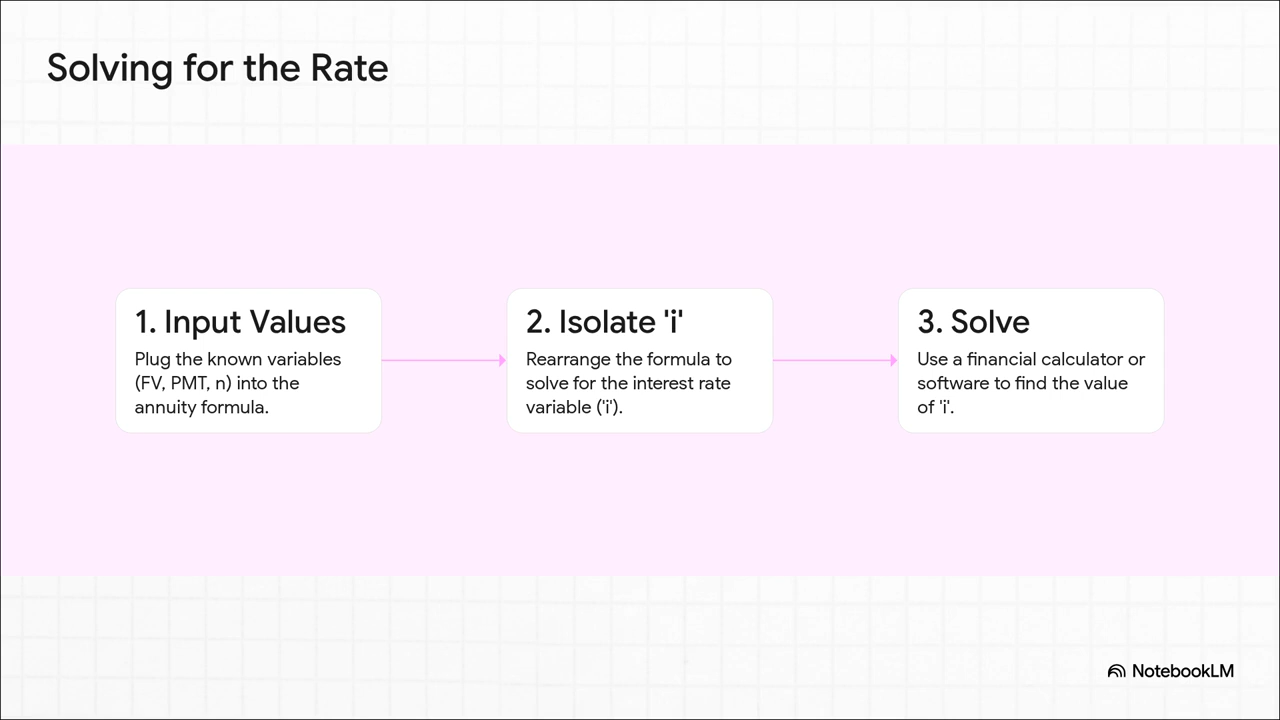 Solving for the Rate
1. Input Values
Plug the known variables
(FV, PMT, n) into the
annuity formula.
2. Isolate 'i'
Rearrange the formula to
solve for the interest rate
variable ('i').
3. Solve
Use a financial calculator or
software to find the value
of 'i'.
NotebookLM